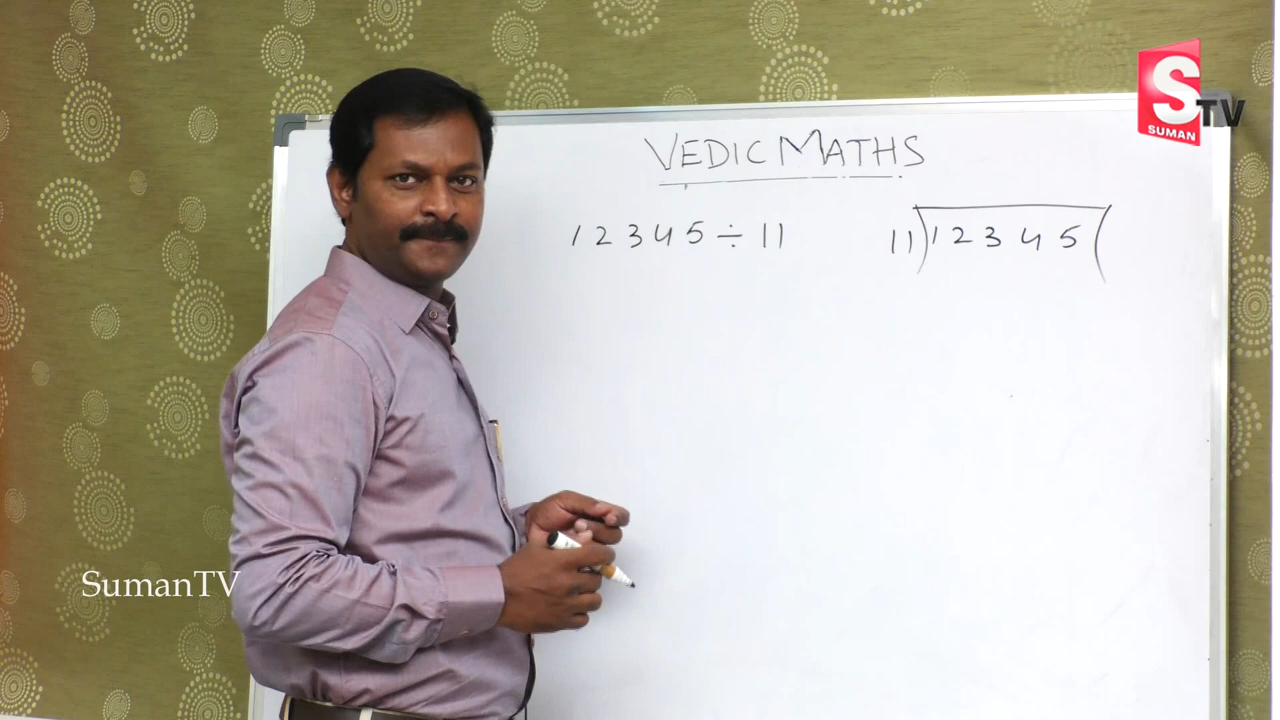 VEDIC MATHS
12345 ÷ 11
11)12345(
S TV
SUMAN
SumanTV